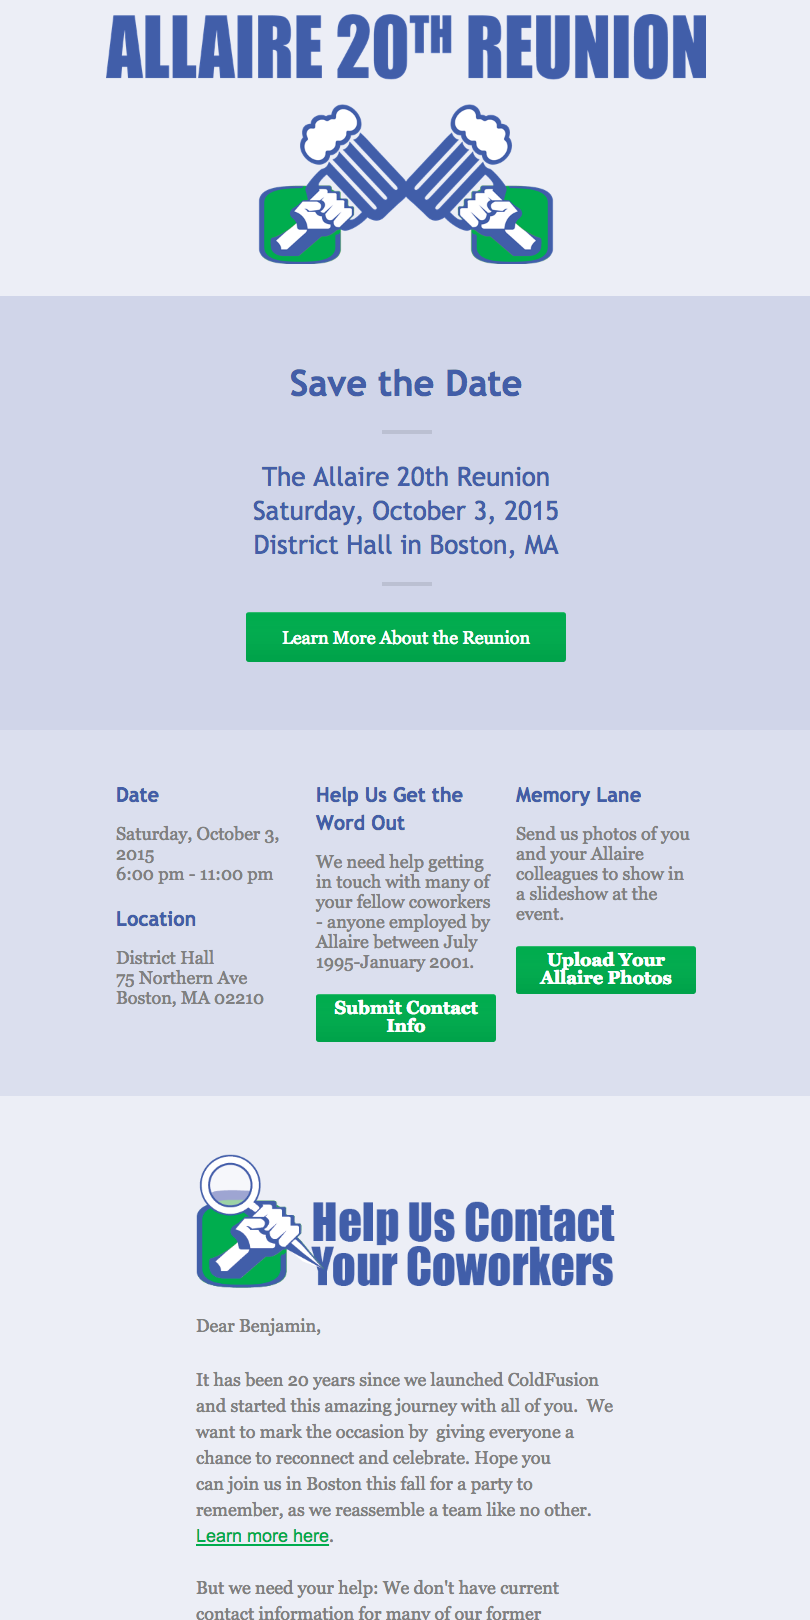 ALLAIRE 20TH REUNION
Save the Date
The Allaire 20th Reunion
Saturday, October 3, 2015
District Hall in Boston, MA
Learn More About the Reunion
Date
Saturday, October 3,
2015
6:00 pm - 11:00 pm
Location
District Hall
75 Northern Ave
Boston, MA 02210
Help Us Get the
Word Out
We need help getting
in touch with many of
your fellow coworkers
- anyone employed by
Allaire between July
1995-January 2001.
Submit Contact
Info
Memory Lane
Send us photos of you
and your Allaire
colleagues to show in
a slideshow at the
event.
Upload Your
Allaire Photos
Help Us Contact
Your Coworkers
Dear Benjamin,
It has been 20 years since we launched ColdFusion
and started this amazing journey with all of you.  We
want to mark the occasion by  giving everyone a
chance to reconnect and celebrate. Hope you
can join us in Boston this fall for a party to
remember, as we reassemble a team like no other.
Learn more here.
But we need your help: We don't have current
contact information for many of our former